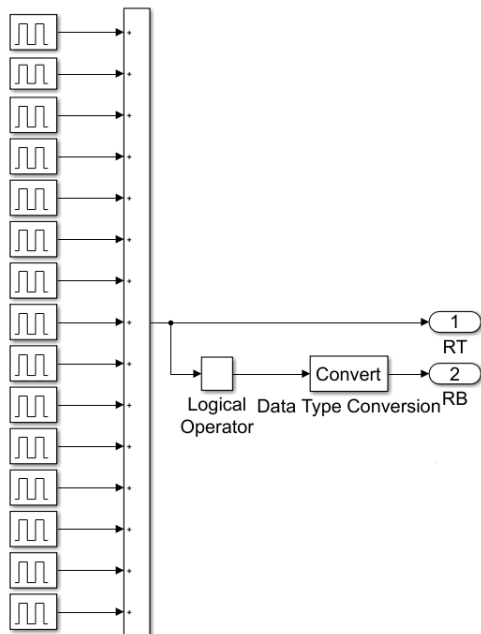 +
+
+
+
+
+
+
+
1
RT
Convert
2
Logical
Operator
Data Type Conversion
RB
+
+
+
+
+
+
+